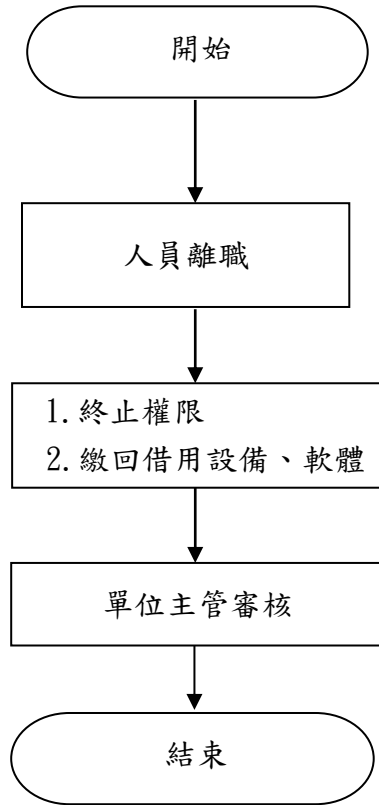 開始
人員離職
1.終止權限
2.繳回借用設備、軟體
單位主管審核
結束